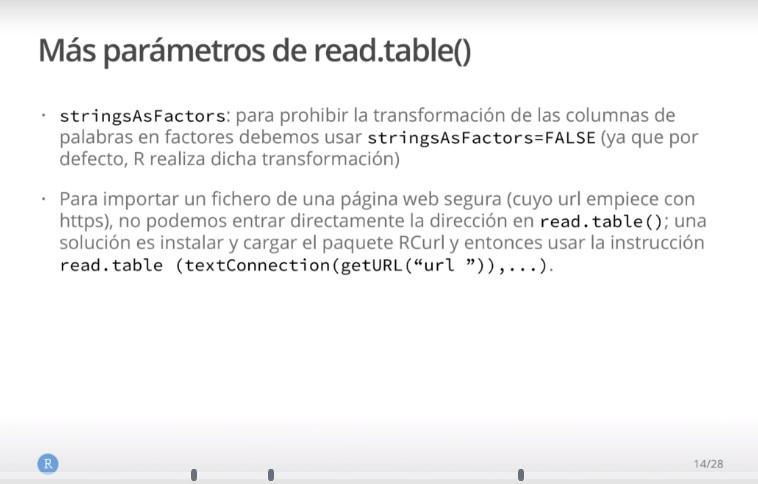 Más parámetros de read.table()
· stringsAsFactors: para prohibir la transformación de las columnas de
palabras en factores debemos usar stringsAsFactors=FALSE (ya que por
defecto, R realiza dicha transformación)
· Para importar un fichero de una página web segura (cuyo url empiece con
https), no podemos entrar directamente la dirección en read.table(); una
solución es instalar y cargar el paquete RCurl y entonces usar la instrucción
read.table (textConnection(getURL(“url ”)),...).
R
14/28